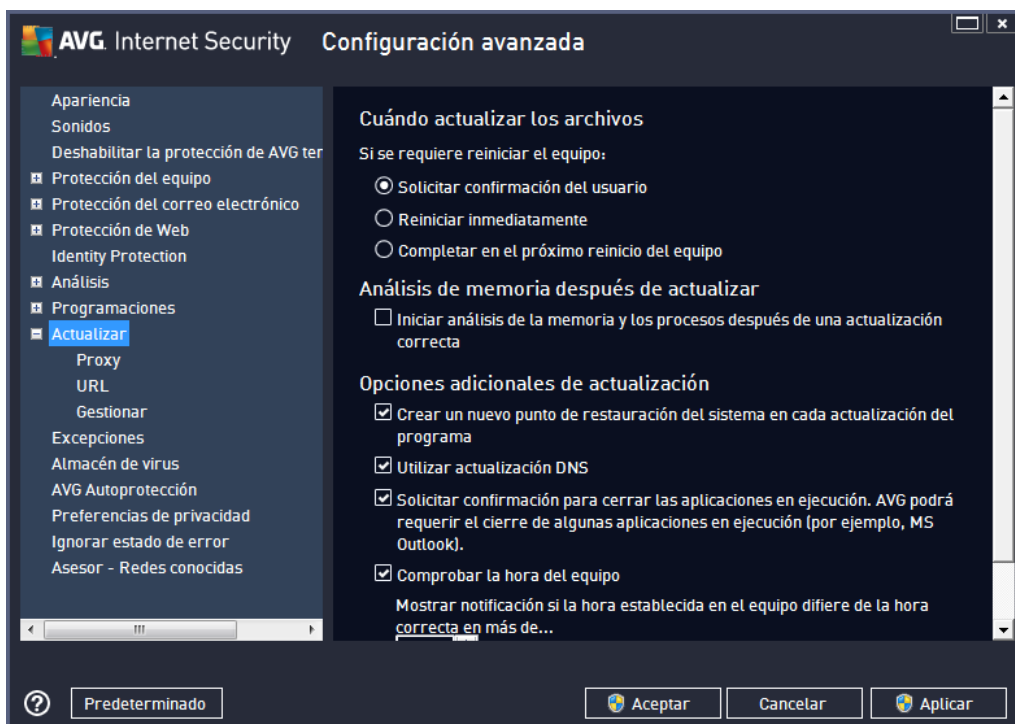 AVG. Internet Security Configuración avanzada
Apariencia
Sonidos
Deshabilitar la protección de AVG ter
Protección del equipo
Protección del correo electrónico
Protección de Web
Identity Protection
Análisis
Programaciones
Actualizar
Proxy
URL
Gestionar
Excepciones
Almacén de virus
AVG Autoprotección
Preferencias de privacidad
Ignorar estado de error
Asesor - Redes conocidas
Cuándo actualizar los archivos
Si se requiere reiniciar el equipo:
Solicitar confirmación del usuario
Reiniciar inmediatamente
Completar en el próximo reinicio del equipo
Análisis de memoria después de actualizar
Iniciar análisis de la memoria y los procesos después de una actualización
correcta
Opciones adicionales de actualización
Crear un nuevo punto de restauración del sistema en cada actualización del
programa
Utilizar actualización DNS
Solicitar confirmación para cerrar las aplicaciones en ejecución. AVG podrá
requerir el cierre de algunas aplicaciones en ejecución (por ejemplo, MS
Outlook).
Comprobar la hora del equipo
Mostrar notificación si la hora establecida en el equipo difiere de la hora
correcta en más de...
Predeterminado
Aceptar
Cancelar
Aplicar